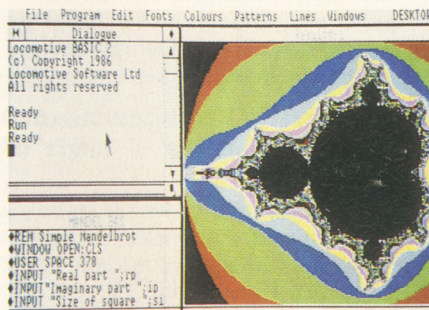 File Program Edit Fonts Colours Patterns Lines Windows DESKTOP
Dialogue
Locomotive BASIC 2
(c) Copyright 1986
Locomotive Software Ltd
All rights reserved
Ready
Run
Ready
◆REM Simple Mandelbrot
◆WINDOW OPEN:CLS
◆USER SPACE 378
◆INPUT "Real part ";rp
◆INPUT"Imaginary part ";ip
◆INPUT "Size of square ";si